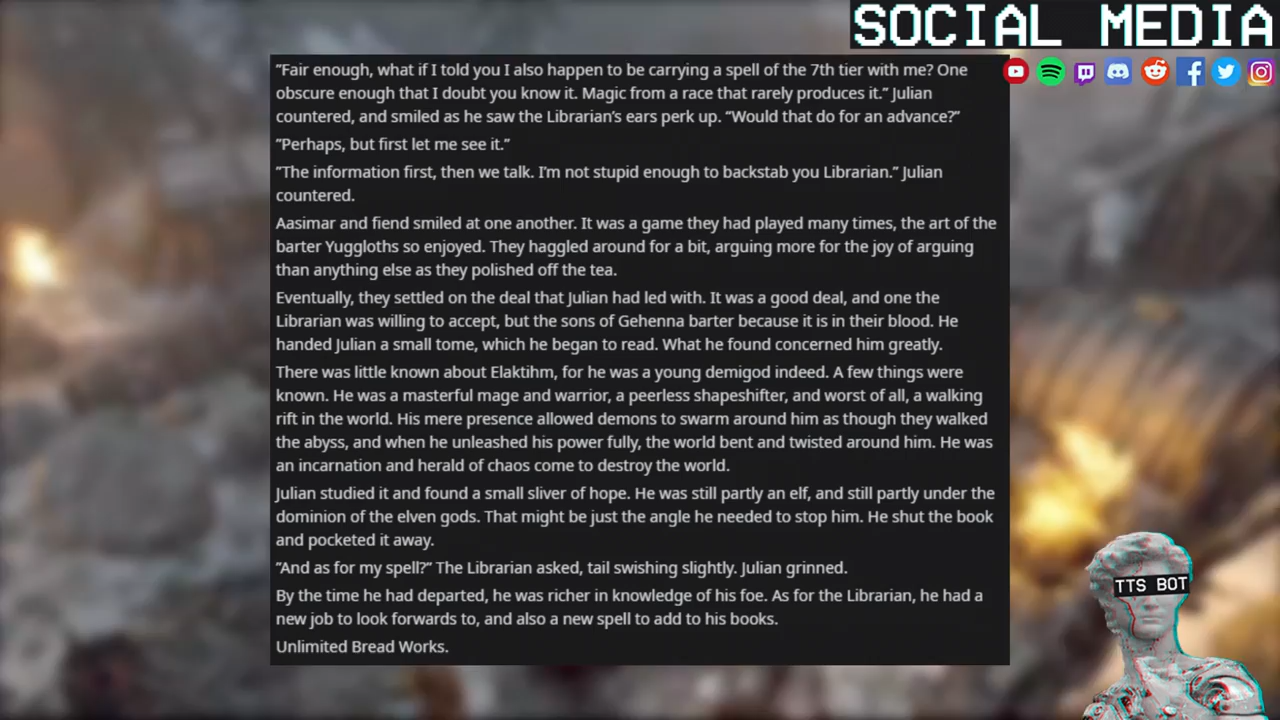 SOCIAL MEDIA
“Fair enough, what if I told you I also happen to be carrying a spell of the 7th tier with me? One
obscure enough that I doubt you know it. Magic from a race that rarely produces it.” Julian
countered, and smiled as he saw the Librarian’s ears perk up. “Would that do for an advance?”
“Perhaps, but first let me see it.”
“The information first, then we talk. I’m not stupid enough to backstab you Librarian.” Julian
countered.
Aasimar and fiend smiled at one another. It was a game they had played many times, the art of the
barter Yuggloths so enjoyed. They haggled around for a bit, arguing more for the joy of arguing
than anything else as they polished off the tea.
Eventually, they settled on the deal that Julian had led with. It was a good deal, and one the
Librarian was willing to accept, but the sons of Gehenna barter because it is in their blood. He
handed Julian a small tome, which he began to read. What he found concerned him greatly.
There was little known about Elaktihm, for he was a young demigod indeed. A few things were
known. He was a masterful mage and warrior, a peerless shapeshifter, and worst of all, a walking
rift in the world. His mere presence allowed demons to swarm around him as though they walked
the abyss, and when he unleashed his power fully, the world bent and twisted around him. He was
an incarnation and herald of chaos come to destroy the world.
Julian studied it and found a small sliver of hope. He was still partly an elf, and still partly under the
dominion of the elven gods. That might be just the angle he needed to stop him. He shut the book
and pocketed it away.
“And as for my spell?” The Librarian asked, tail swishing slightly. Julian grinned.
By the time he had departed, he was richer in knowledge of his foe. As for the Librarian, he had a
new job to look forwards to, and also a new spell to add to his books.
Unlimited Bread Works.
TTS BOT